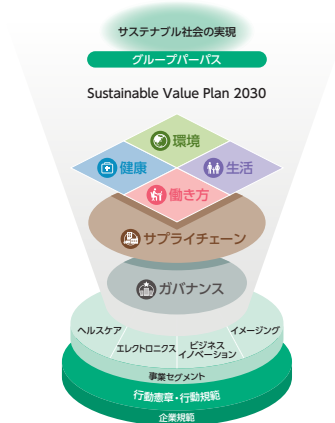 サステナブル社会の実現
グループパーパス
Sustainable Value Plan 2030
環境
健康
生活
働き方
サプライチェーン
ガバナンス
ヘルスケア
エレクトロニクス
ビジネス
イノベーション
イメージング
事業セグメント
行動憲章・行動規範
企業規範